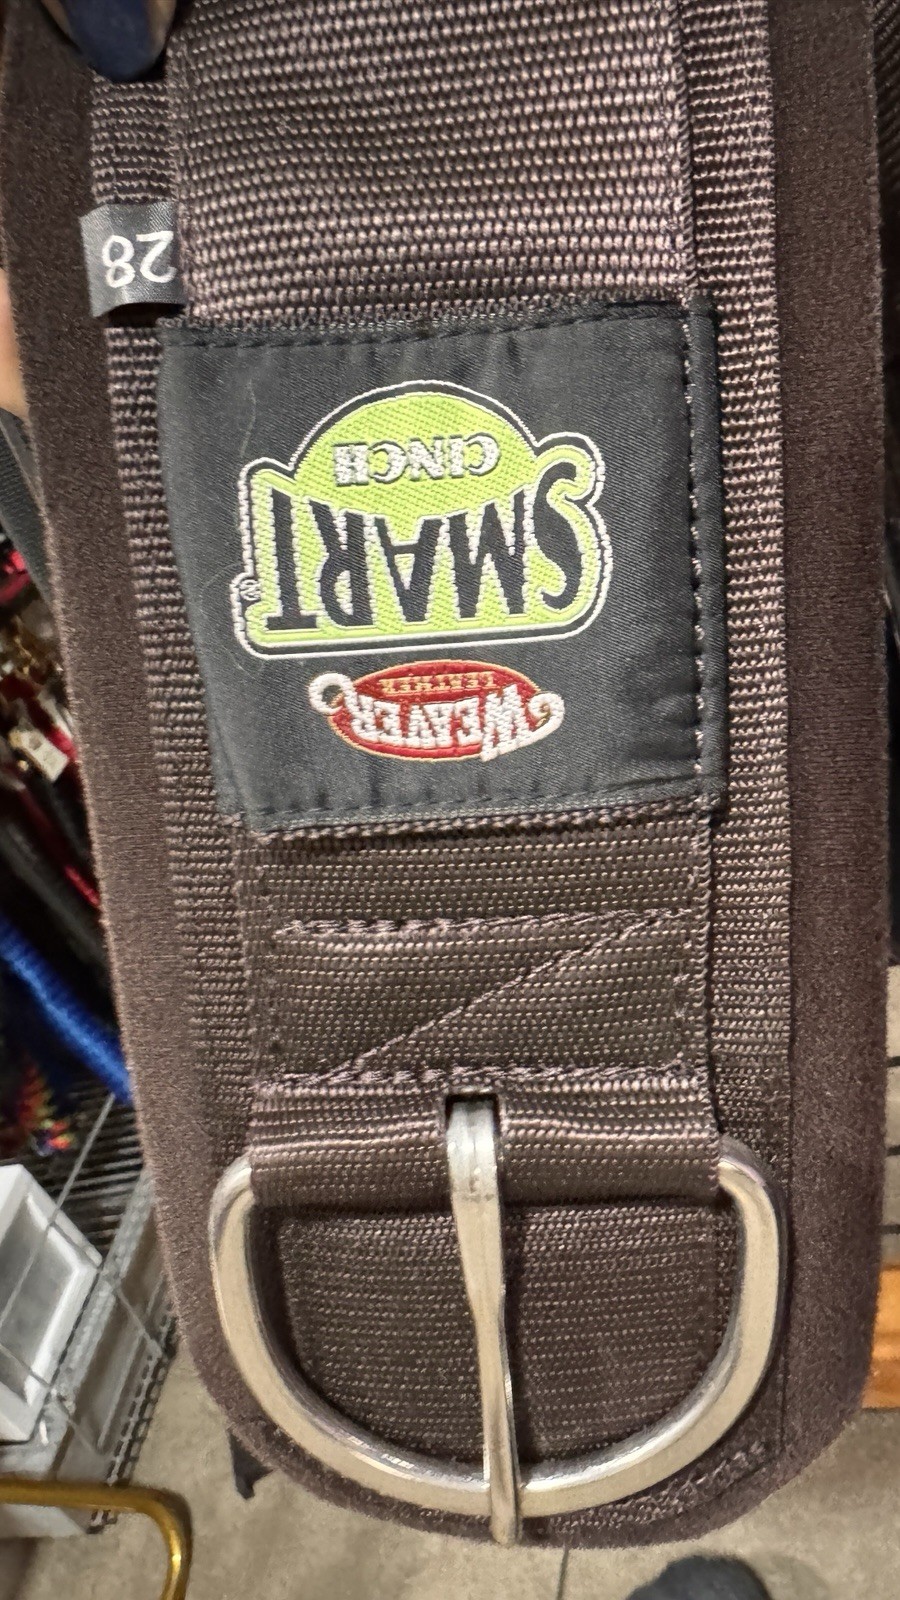 WEAVER
LEATHER
SMART®
CINCH
28